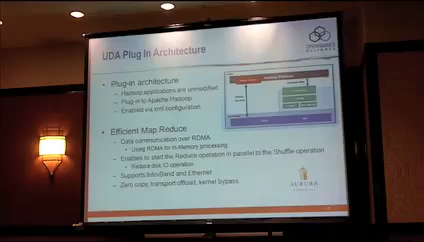 UDA Plug In Architecture
• Plug-in architecture
– Hadoop applications are unmodified
– Plug-in to Apache Hadoop
– Enabled via xml configuration
• Efficient Map Reduce
– Data communication over RDMA
• Using RDMA for In-Memory processing
– Enables to start the Reduce operation in parallel to the Shuffle operation
• Reduce disk IO operation
– Supports InfiniBand and Ethernet
– Zero copy, transport offload, kernel bypass
OPENFABRICS
ALLIANCE
AUBURN